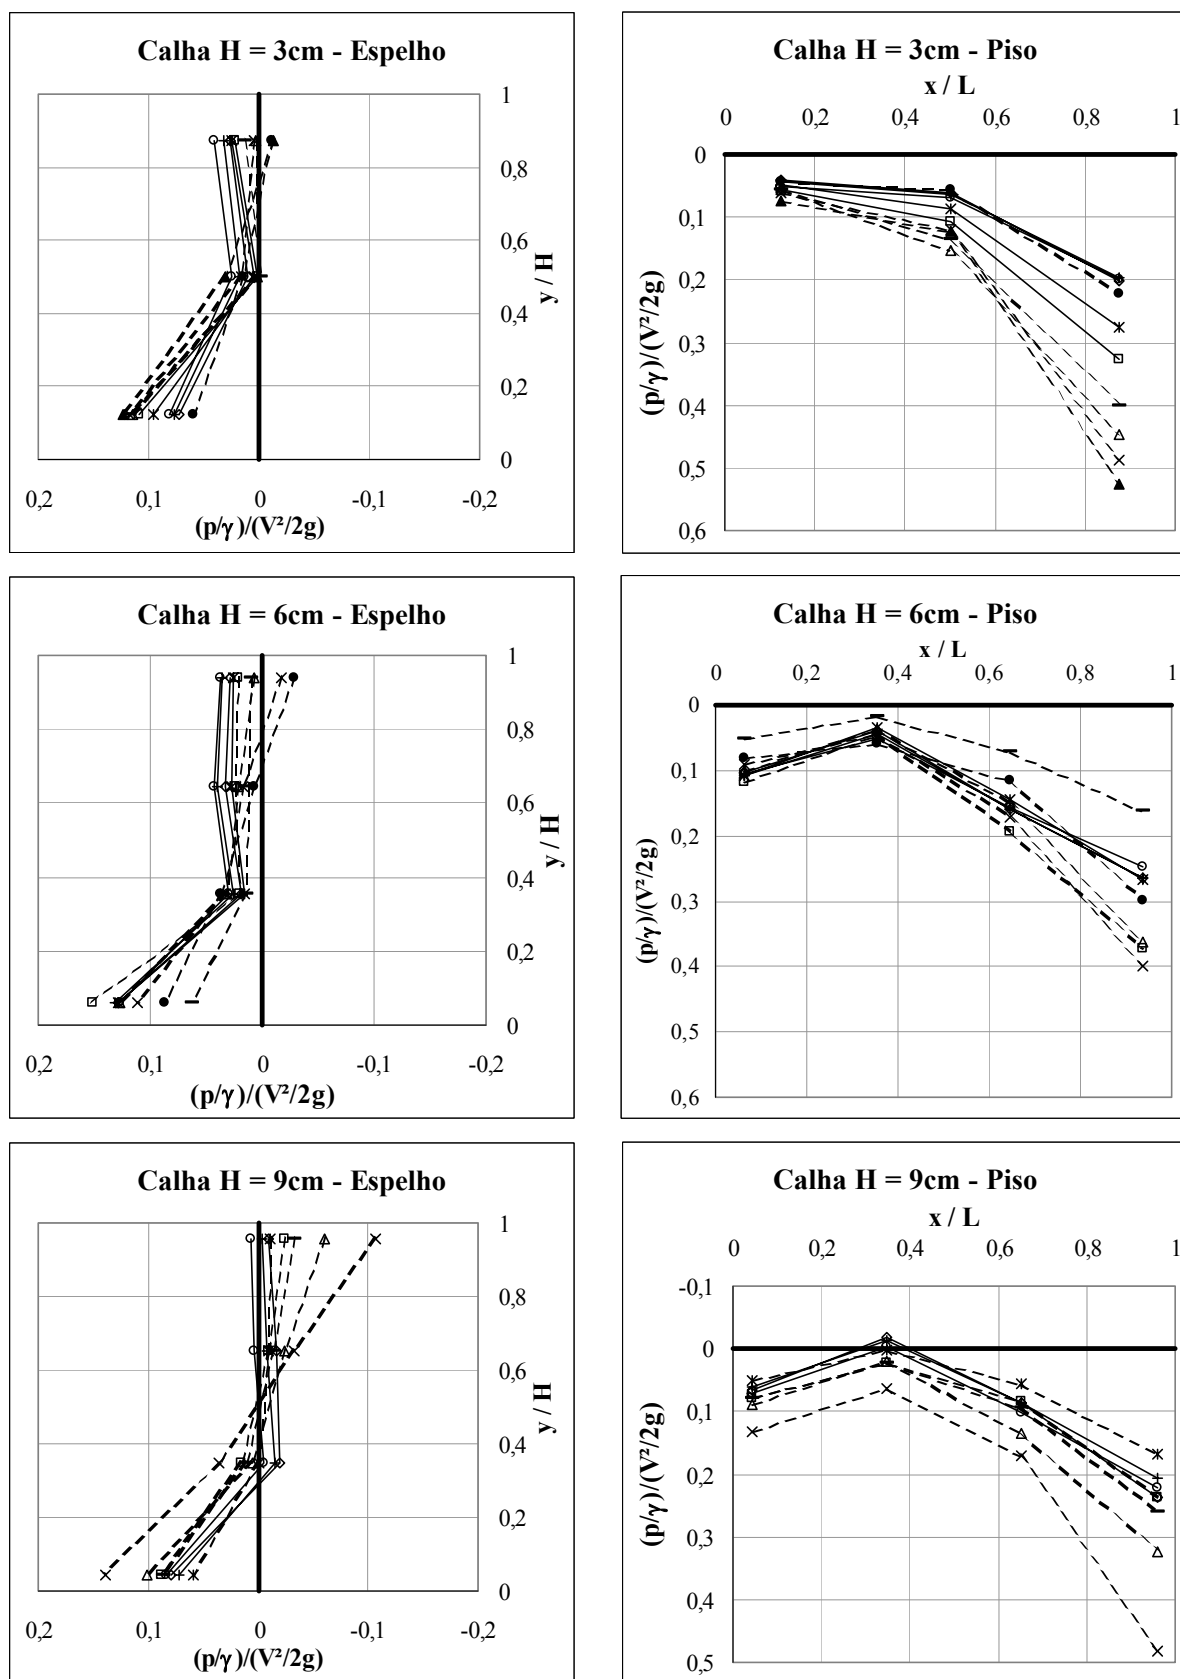 Calha H = 3cm - Espelho
1
0,8
0,6
0,4
0,2
0
y / H
0,2 0,1 0 -0,1 -0,2
(p/γ)/(V²/2g)
Calha H = 3cm - Piso
x / L
0 0,2 0,4 0,6 0,8 1
0
0,1
0,2
0,3
0,4
0,5
0,6
(p/γ)/(V²/2g)
Calha H = 6cm - Espelho
1
0,8
0,6
0,4
0,2
0
y / H
0,2 0,1 0 -0,1 -0,2
(p/γ)/(V²/2g)
Calha H = 6cm - Piso
x / L
0 0,2 0,4 0,6 0,8 1
0
0,1
0,2
0,3
0,4
0,5
0,6
(p/γ)/(V²/2g)
Calha H = 9cm - Espelho
1
0,8
0,6
0,4
0,2
0
y / H
0,2 0,1 0 -0,1 -0,2
(p/γ)/(V²/2g)
Calha H = 9cm - Piso
x / L
0 0,2 0,4 0,6 0,8 1
-0,1
0
0,1
0,2
0,3
0,4
0,5
(p/γ)/(V²/2g)